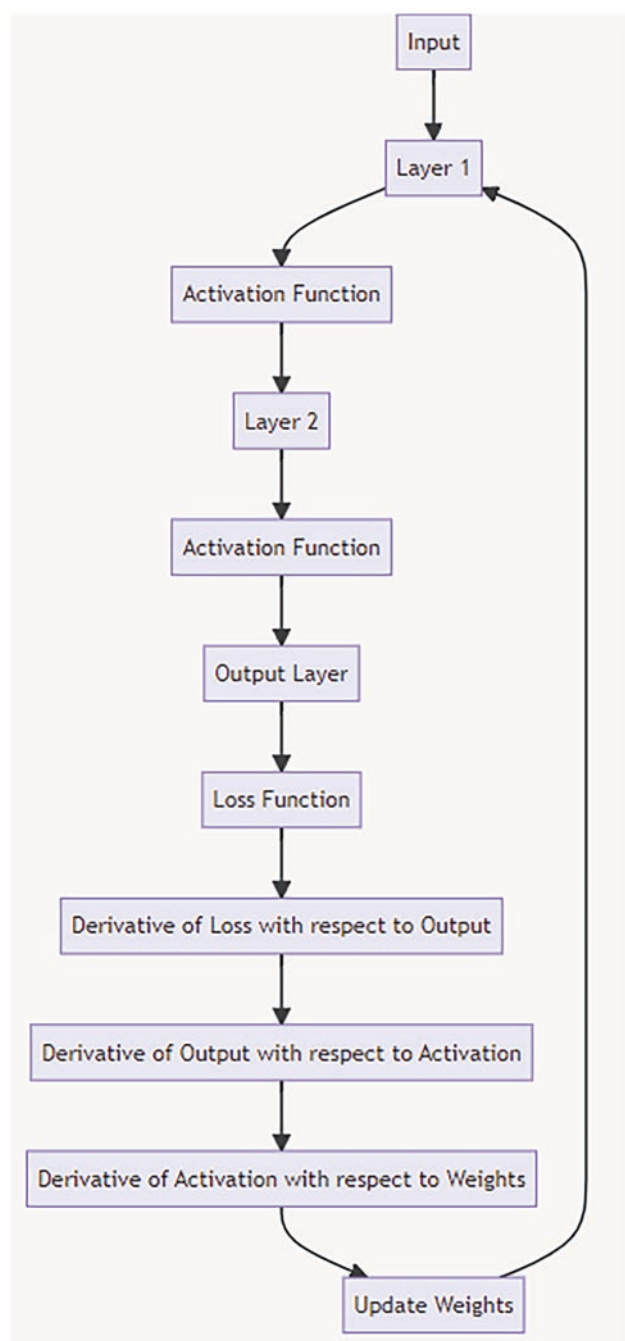 Input
Layer 1
Activation Function
Layer 2
Activation Function
Output Layer
Loss Function
Derivative of Loss with respect to Output
Derivative of Output with respect to Activation
Derivative of Activation with respect to Weights
Update Weights